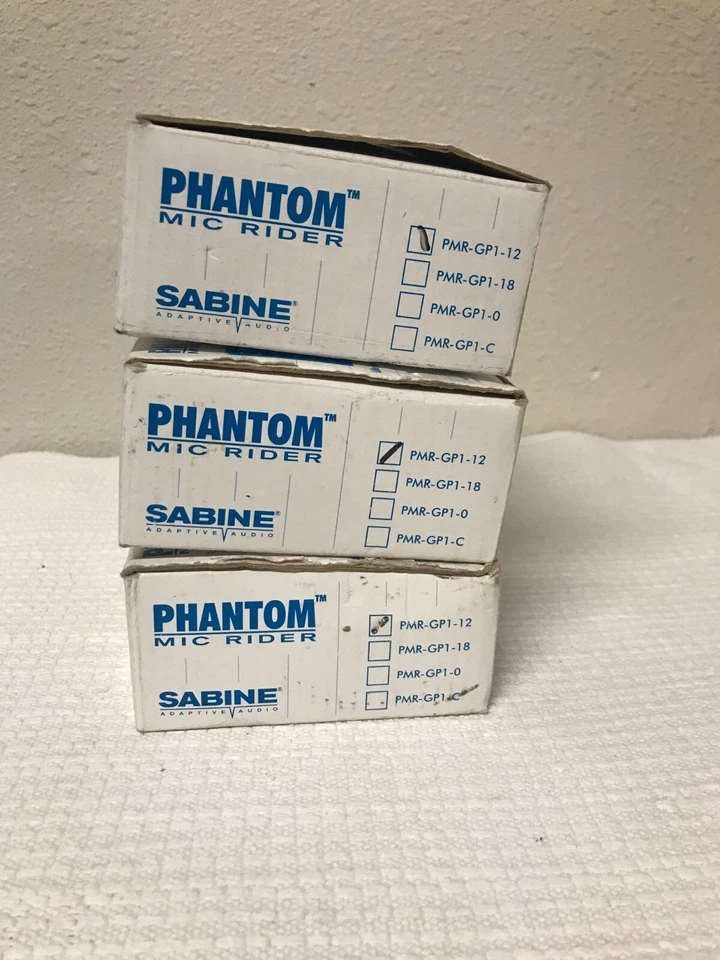 PHANTOM™
MIC RIDER
SABINE®
ADAPTIVE AUDIO
PMR-GP1-12
PMR-GP1-18
PMR-GP1-0
PMR-GP1-C
PHANTOM™
MIC RIDER
SABINE®
ADAPTIVE AUDIO
PMR-GP1-12
PMR-GP1-18
PMR-GP1-0
PMR-GP1-C
PHANTOM™
MIC RIDER
SABINE®
ADAPTIVE AUDIO
PMR-GP1-12
PMR-GP1-18
PMR-GP1-0
PMR-GP1-C